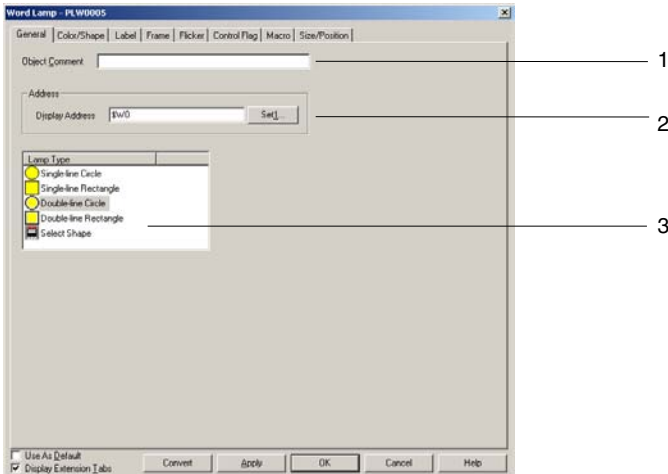 Word Lamp - PLW0005
General Color/Shape Label Frame Flicker Control Flag Macro Size/Position
Object Comment
1
Address
Display Address $W0 Set1...
2
Lamp Type
Single-line Circle
Single-line Rectangle
Double-line Circle
Double-line Rectangle
3
Select Shape
Use As Default
Display Extension Tabs
Convert Apply OK Cancel Help